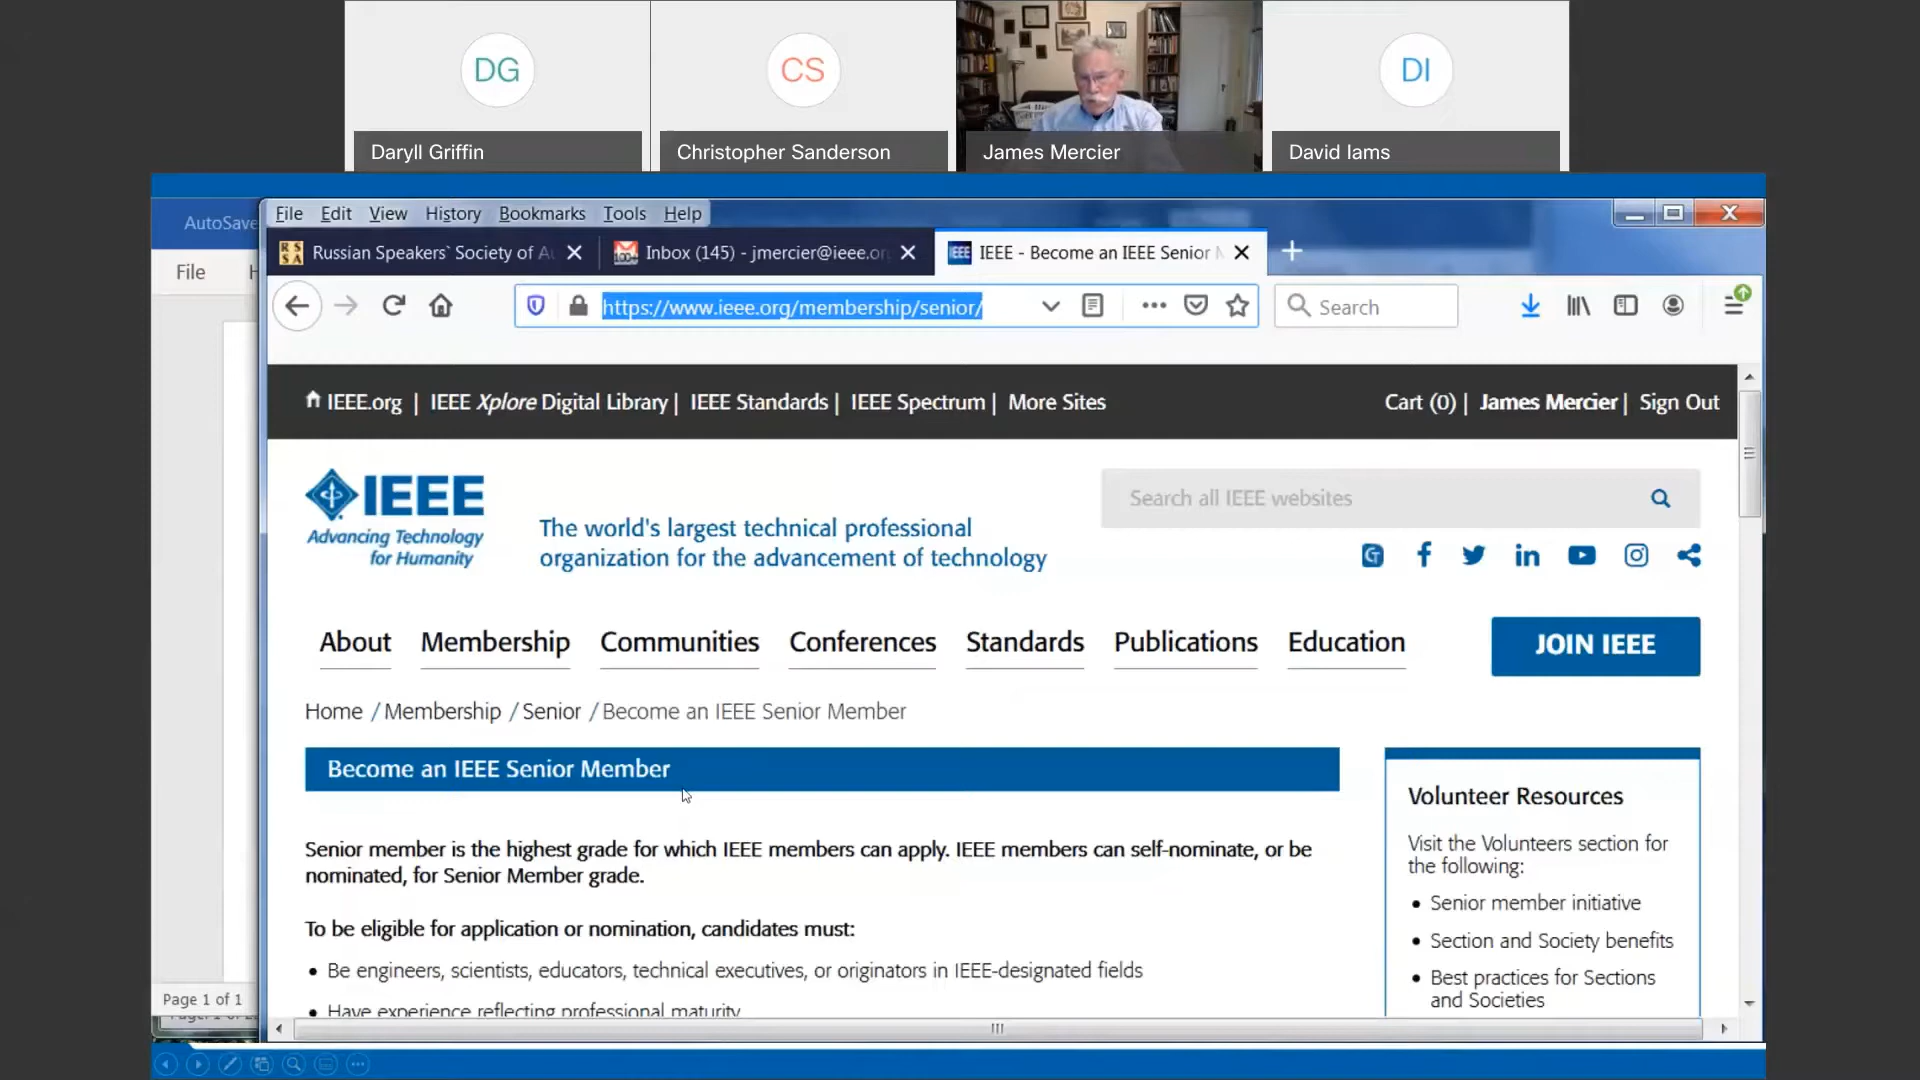 DG
CS
DI
Daryll Griffin
Christopher Sanderson
James Mercier
David Iams
AutoSave
File
File Edit View History Bookmarks Tools Help
Russian Speakers` Society of
Inbox (145) - jmercier@ieee.or
IEEE - Become an IEEE Senior
https://www.ieee.org/membership/senior/
Search
IEEE.org | IEEE Xplore Digital Library | IEEE Standards | IEEE Spectrum | More Sites
Cart (0) | James Mercier | Sign Out
IEEE
Advancing Technology
for Humanity
The world's largest technical professional
organization for the advancement of technology
Search all IEEE websites
About Membership Communities Conferences Standards Publications Education
JOIN IEEE
Home / Membership / Senior / Become an IEEE Senior Member
Become an IEEE Senior Member
Senior member is the highest grade for which IEEE members can apply. IEEE members can self-nominate, or be
nominated, for Senior Member grade.
To be eligible for application or nomination, candidates must:
• Be engineers, scientists, educators, technical executives, or originators in IEEE-designated fields
• Have experience reflecting professional maturity
Volunteer Resources
Visit the Volunteers section for
the following:
• Senior member initiative
• Section and Society benefits
• Best practices for Sections
and Societies
Page 1 of 1